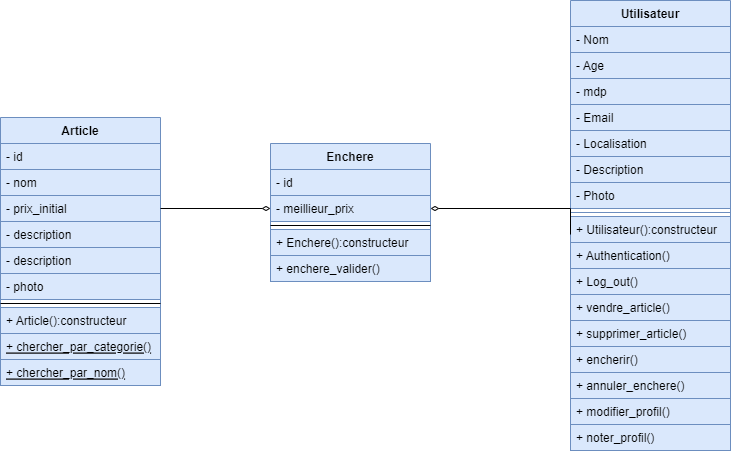 Article
- id
- nom
- prix_initial
- description
- description
- photo
+ Article():constructeur
+ chercher_par_categorie()
+ chercher_par_nom()
Enchere
- id
- meillieur_prix
+ Enchere():constructeur
+ enchere_valider()
Utilisateur
- Nom
- Age
- mdp
- Email
- Localisation
- Description
- Photo
+ Utilisateur():constructeur
+ Authentication()
+ Log_out()
+ vendre_article()
+ supprimer_article()
+ encherir()
+ annuler_enchere()
+ modifier_profil()
+ noter_profil()